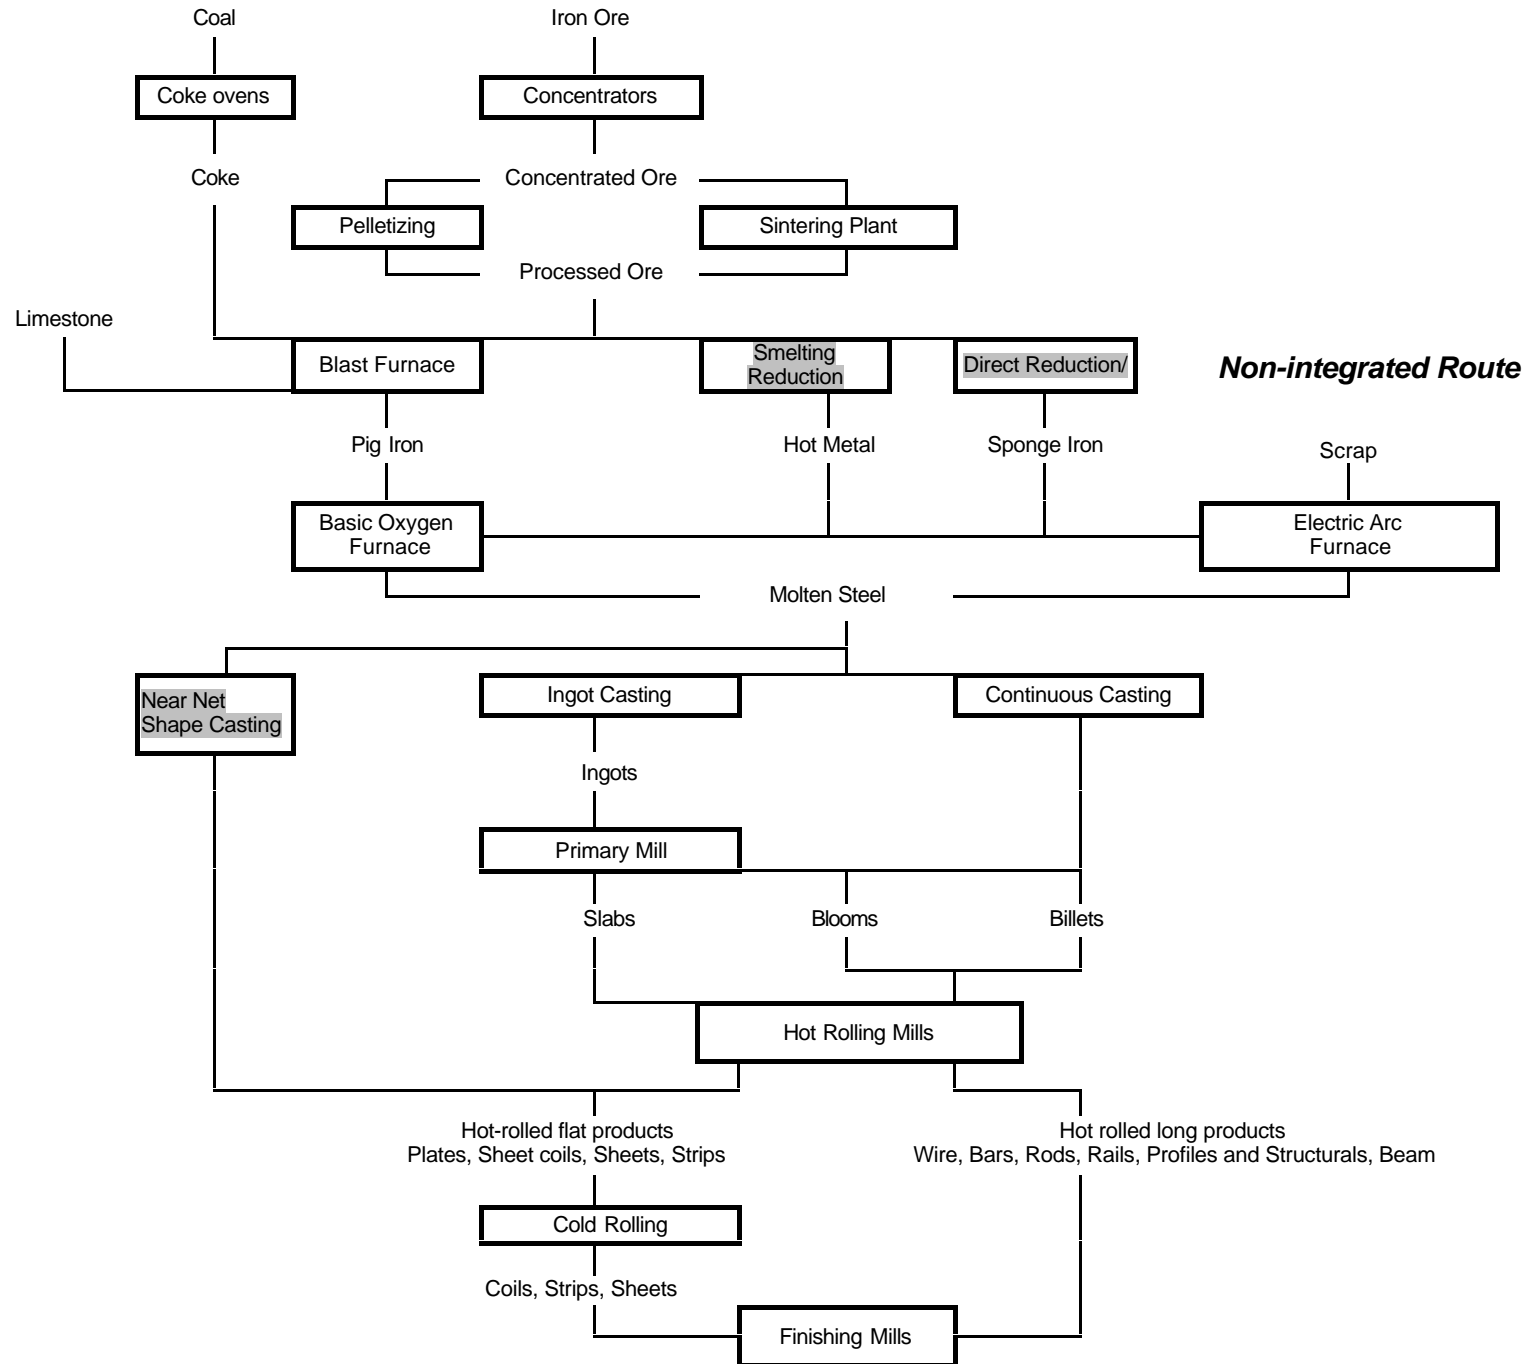 Coal
Iron Ore
Coke ovens
Concentrators
Coke
Concentrated Ore
Pelletizing
Sintering Plant
Processed Ore
Limestone
Blast Furnace
Smelting
Reduction
Direct Reduction/
Non-integrated Route
Pig Iron
Hot Metal
Sponge Iron
Scrap
Basic Oxygen
Furnace
Electric Arc
Furnace
Molten Steel
Near Net
Shape Casting
Ingot Casting
Continuous Casting
Ingots
Primary Mill
Slabs
Blooms
Billets
Hot Rolling Mills
Hot-rolled flat products
Plates, Sheet coils, Sheets, Strips
Hot rolled long products
Wire, Bars, Rods, Rails, Profiles and Structurals, Beam
Cold Rolling
Coils, Strips, Sheets
Finishing Mills